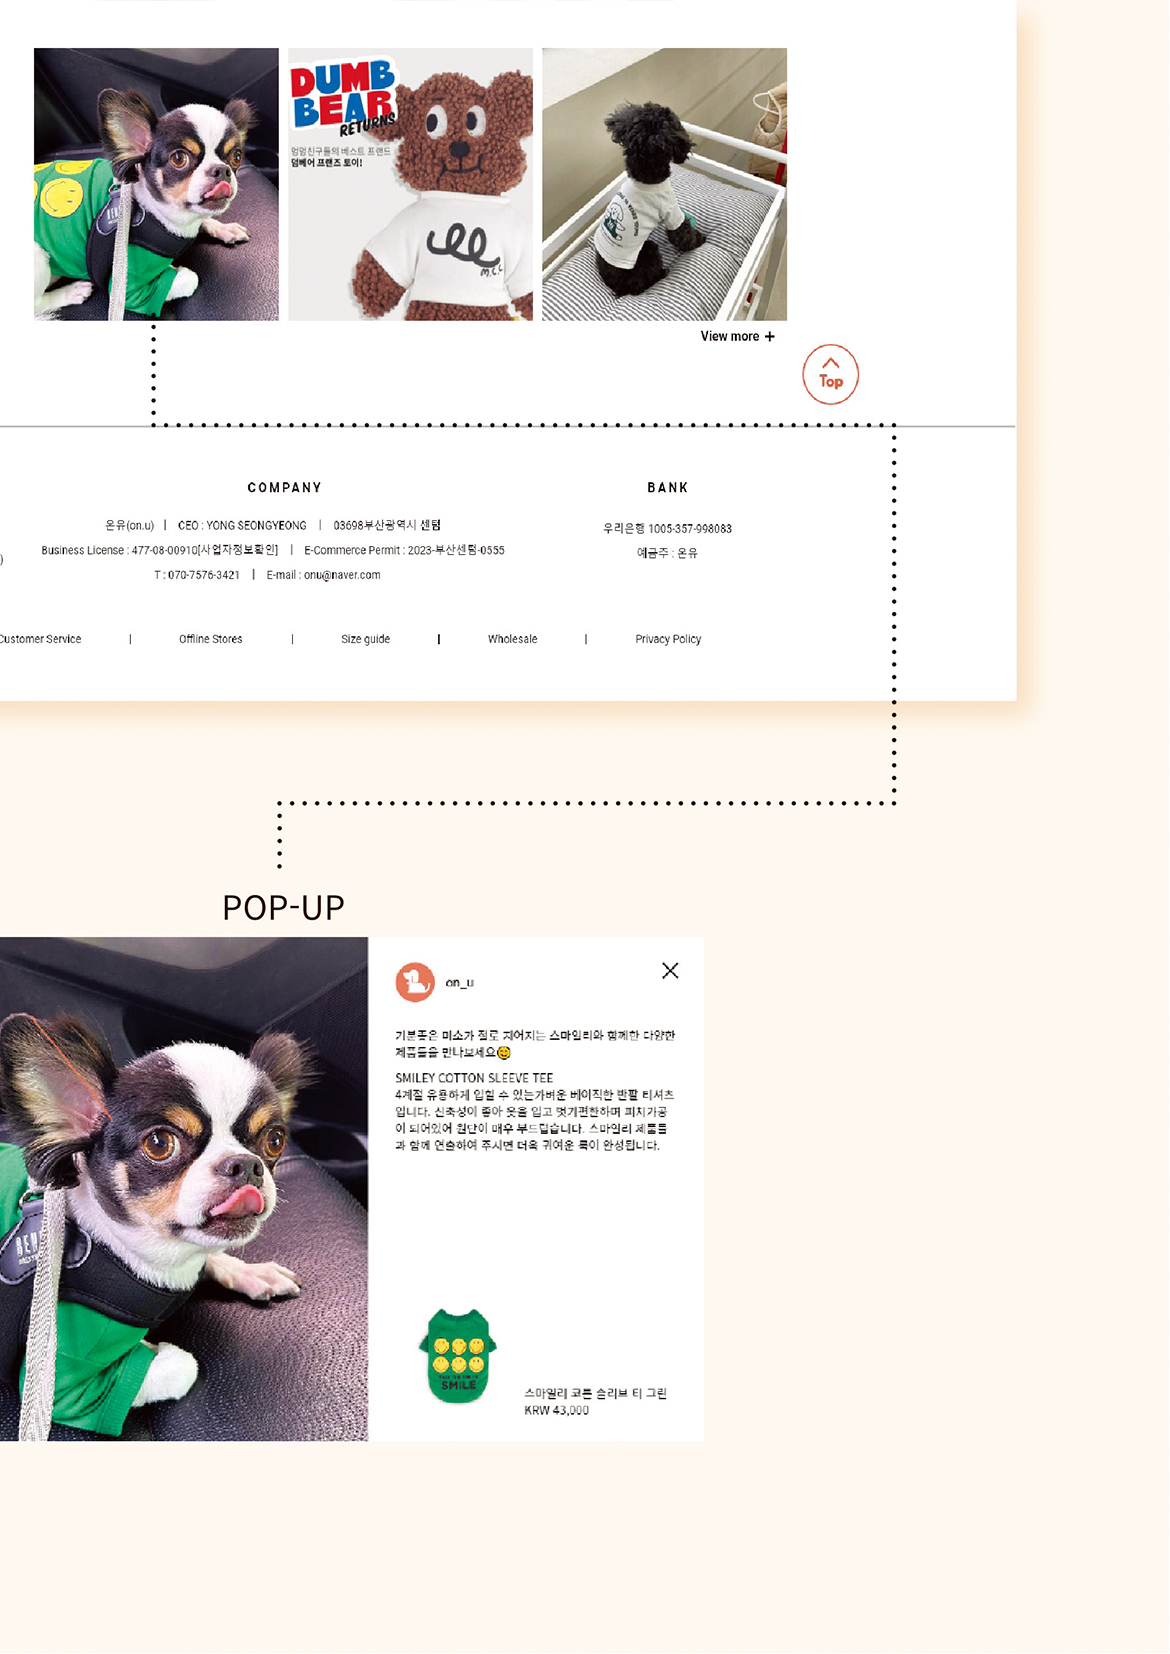 DUMB
BEAR
RETURNS
멈멈친구들의 베스트 프랜드
덤베어 프랜즈 토이!
M.C.C
View more +
Top
COMPANY
온유(on.u) | CEO : YONG SEONGYEONG | 03698부산광역시 센텀
Business License : 477-08-00910[사업자정보확인] | E-Commerce Permit : 2023-부산센텀-0555
)
T : 070-7576-3421 | E-mail : onu@naver.com
BANK
우리은행 1005-357-998083
예금주 : 온유
Customer Service | Offline Stores | Size guide | Wholesale | Privacy Policy
POP-UP
on_u
기분좋은 미소가 절로 지어지는 스마일리와 함께한 다양한
제품들을 만나보세요
SMILEY COTTON SLEEVE TEE
4계절 유용하게 입힐 수 있는가벼운 베이직한 반팔 티셔츠
입니다. 신축성이 좋아 옷을 입고 벗기편한하며 피치가공
이 되어있어 원단이 매우 부드럽습니다. 스마일리 제품들
과 함께 연출하여 주시면 더욱 귀여운 룩이 완성됩니다.
SMILE
스마일리 코튼 슬리브 티 그린
KRW 43,000